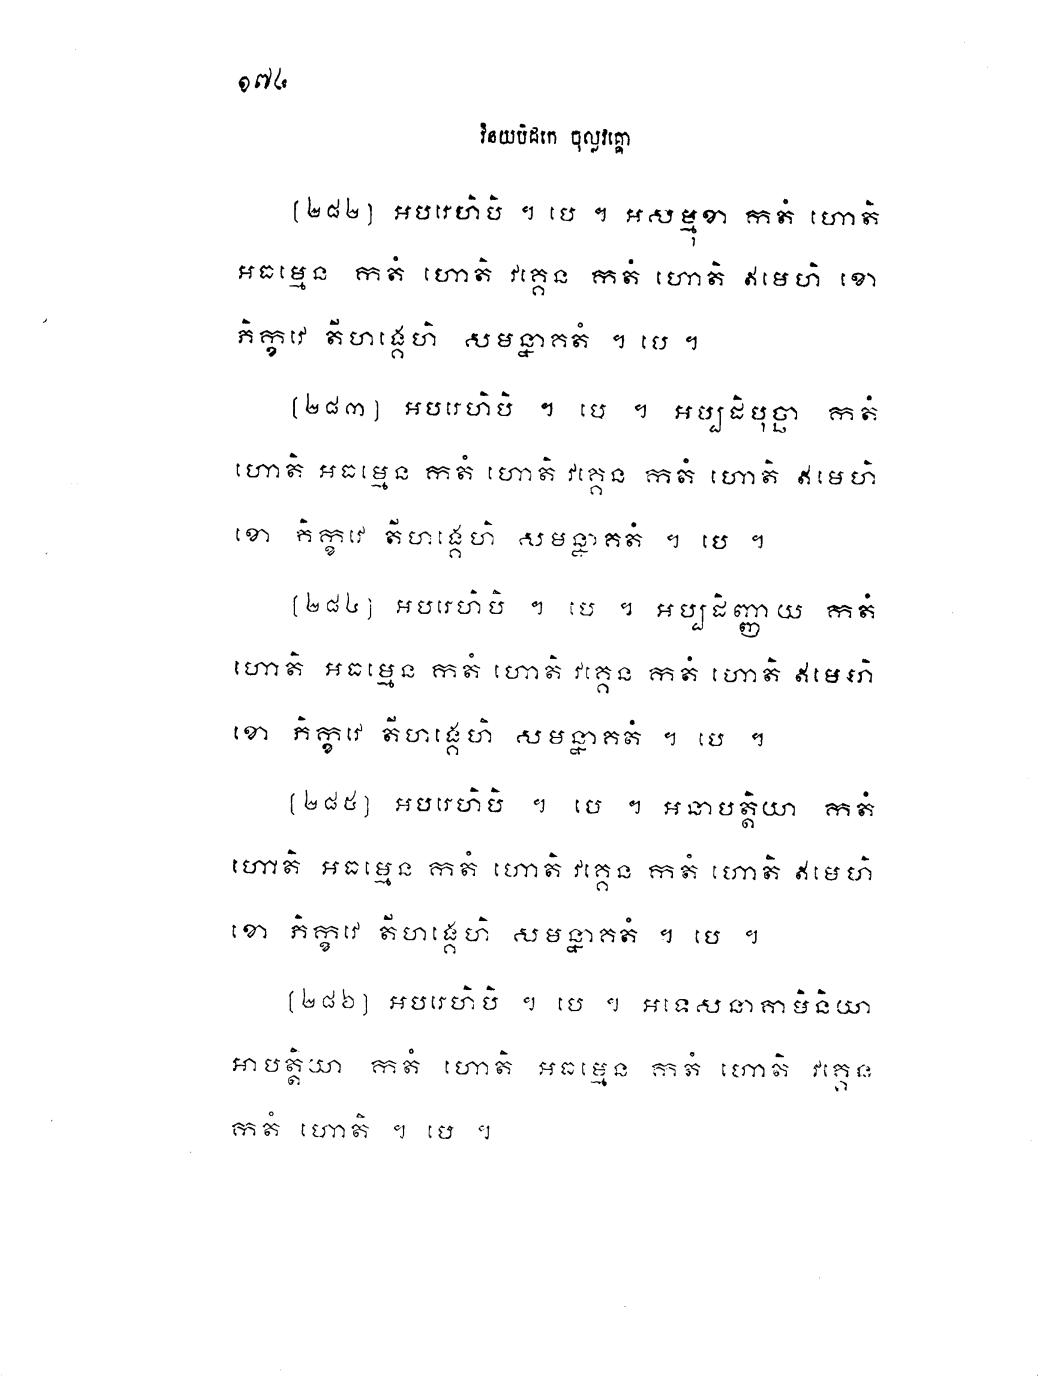 ១៧៤
វិនយបិដកេ ចុល្លវគ្គោ
[២៨២] អបរេហិបិ ។ បេ ។ អសម្មុខា កតំ ហោតិ
អធម្មេន កតំ ហោតិ វគ្គេន កតំ ហោតិ ឥមេហិ ខោ
ភិក្ខវេ តីហង្គេហិ សមន្នាគតំ ។ បេ ។
[២៨៣] អបរេហិបិ ។ បេ ។ អប្បដិបុច្ឆា កតំ
ហោតិ អធម្មេន កតំ ហោតិ វគ្គេន កតំ ហោតិ ឥមេហិ
ខោ ភិក្ខវេ តីហង្គេហិ សមន្នាគតំ ។ បេ ។
[២៨៤] អបរេហិបិ ។ បេ ។ អប្បដិញ្ញាយ កតំ
ហោតិ អធម្មេន កតំ ហោតិ វគ្គេន កតំ ហោតិ ឥមេហិ
ខោ ភិក្ខវេ តីហង្គេហិ សមន្នាគតំ ។ បេ ។
[២៨៥] អបរេហិបិ ។ បេ ។ អនាបត្តិយា កតំ
ហោតិ អធម្មេន កតំ ហោតិ វគ្គេន កតំ ហោតិ ឥមេហិ
ខោ ភិក្ខវេ តីហង្គេហិ សមន្នាគតំ ។ បេ ។
[២៨៦] អបរេហិបិ ។ បេ ។ អទេសនាគាមិនិយា
អាបត្តិយា កតំ ហោតិ អធម្មេន កតំ ហោតិ វគ្គេន
កតំ ហោតិ ។ បេ ។